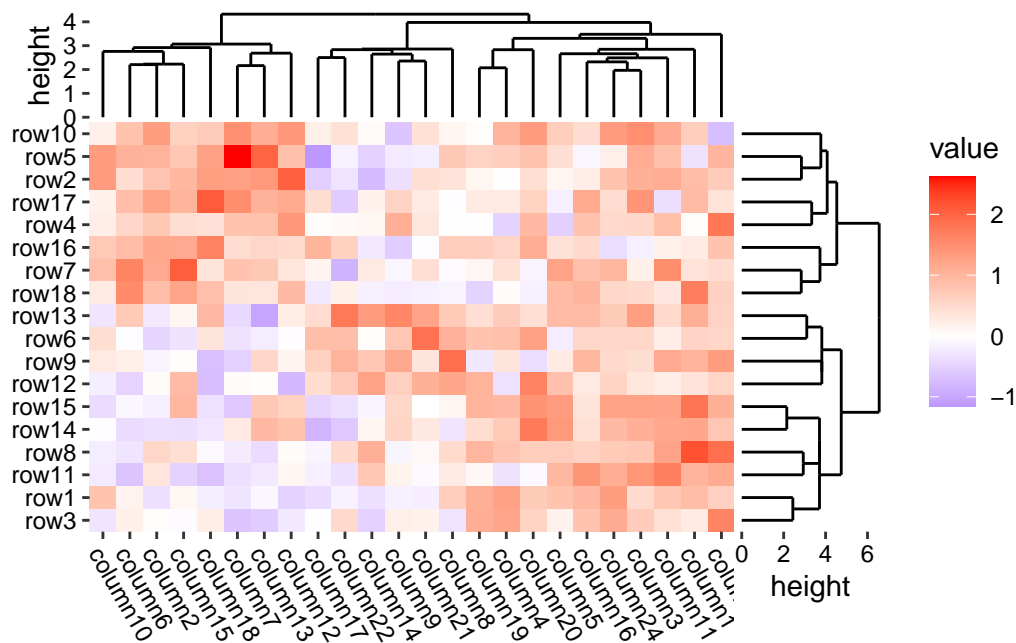 4
3
2
1
0
height
row10
row5
row2
row17
row4
row16
row7
row18
row13
row6
row9
row12
row15
row14
row8
row11
row1
row3
column10
column6
column2
column15
column18
column7
column13
column12
column17
column22
column14
column9
column21
column8
column19
column4
column20
column5
column16
column24
column3
column11
column1
0 2 4 6
height
value
2
1
0
−1